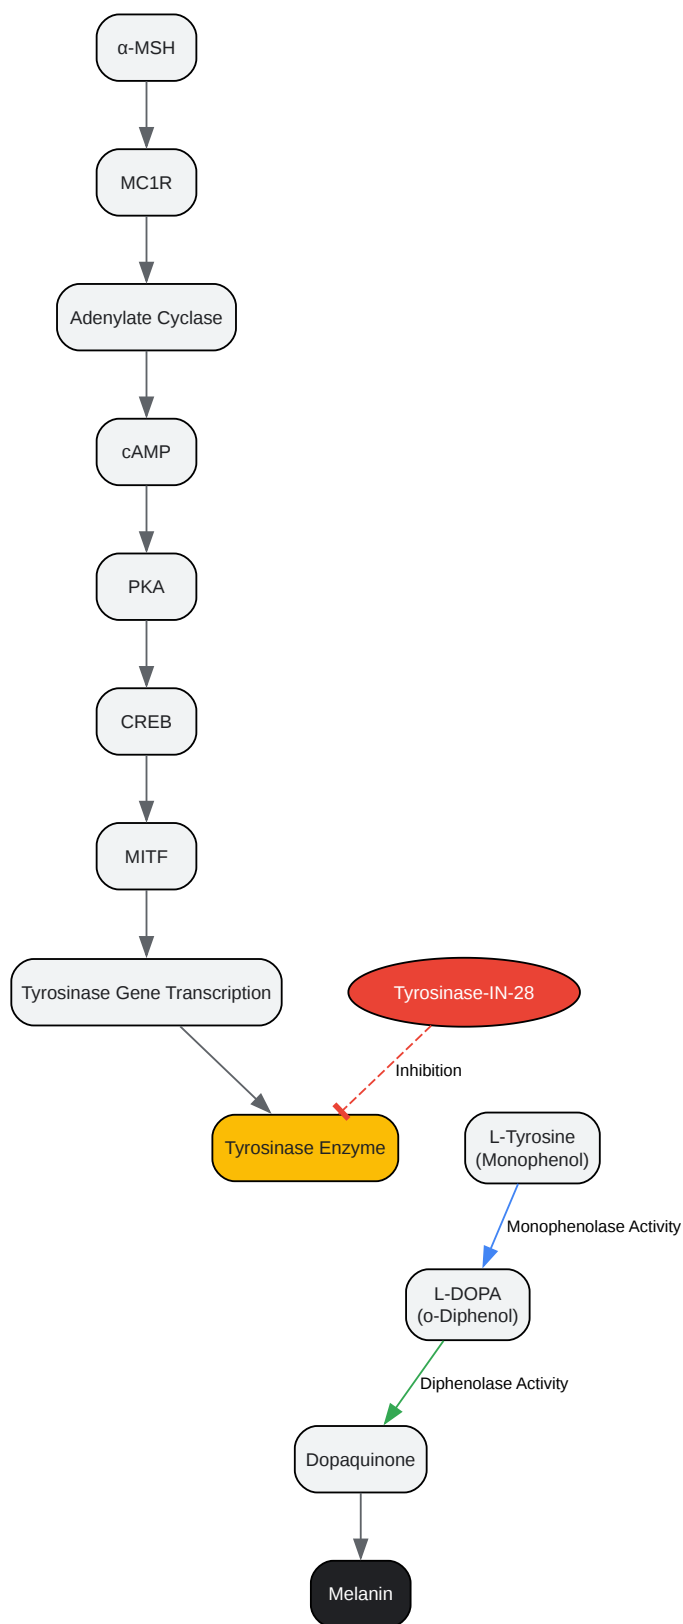 α-MSH
MC1R
Adenylate Cyclase
cAMP
PKA
CREB
MITF
Tyrosinase Gene Transcription
Tyrosinase-IN-28
Inhibition
Tyrosinase Enzyme
L-Tyrosine
(Monophenol)
Monophenolase Activity
L-DOPA
(o-Diphenol)
Diphenolase Activity
Dopaquinone
Melanin